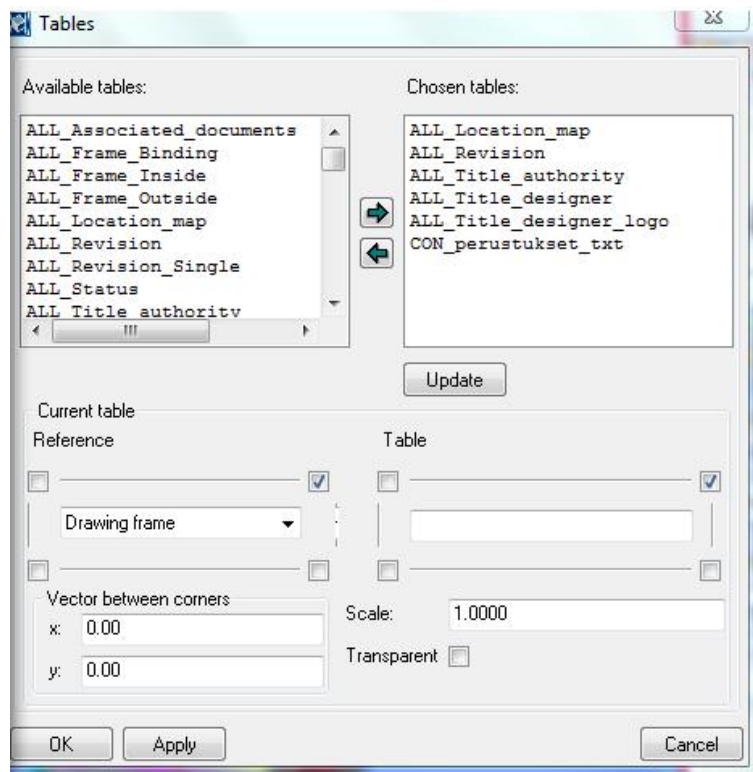 Tables
Available tables:
ALL_Associated_documents
ALL_Frame_Binding
ALL_Frame_Inside
ALL_Frame_Outside
ALL_Location_map
ALL_Revision
ALL_Revision_Single
ALL_Status
ALL_Title_authority
Chosen tables:
ALL_Location_map
ALL_Revision
ALL_Title_authority
ALL_Title_designer
ALL_Title_designer_logo
CON_perustukset_txt
Update
Current table
Reference
Drawing frame
Table
Vector between corners
x: 0.00
y: 0.00
Scale: 1.0000
Transparent
OK
Apply
Cancel